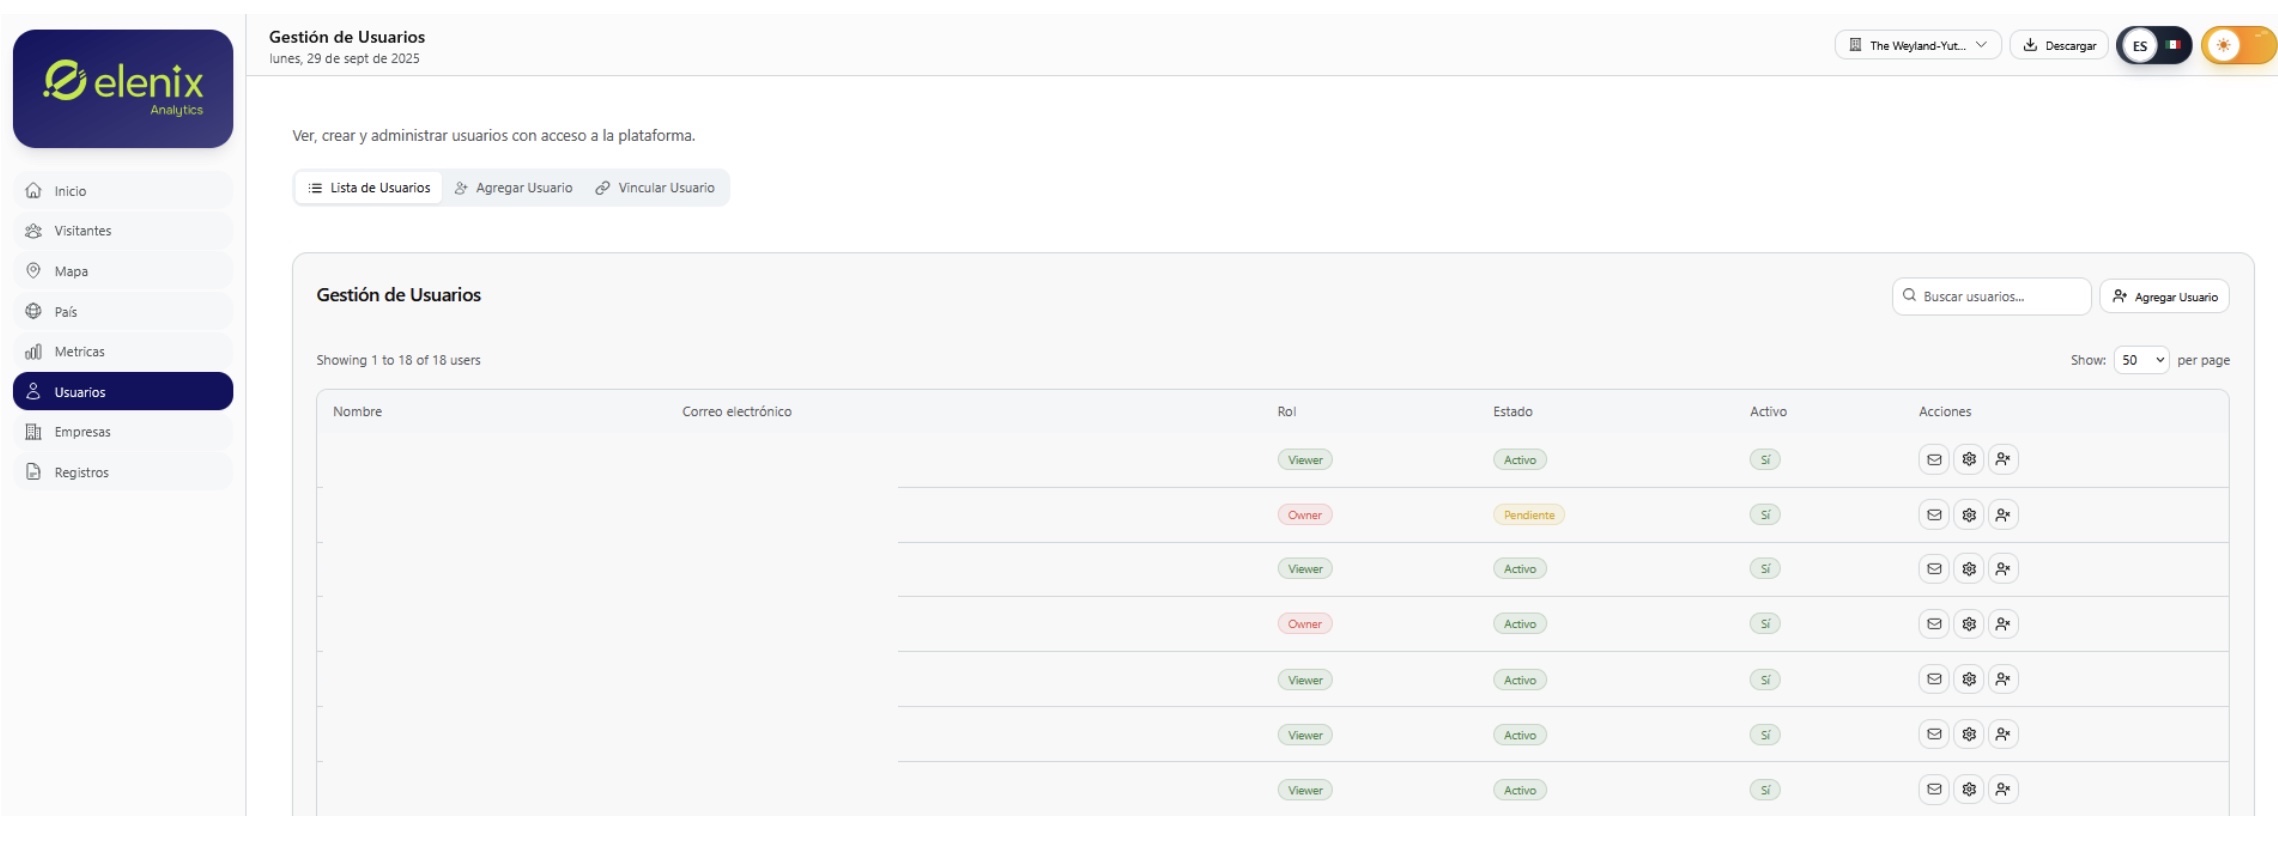 elenix
Analytics
Inicio
Visitantes
Mapa
País
Metricas
Usuarios
Empresas
Registros
Gestión de Usuarios
lunes, 29 de sept de 2025
The Weyland-Yut...
Descargar
ES
Ver, crear y administrar usuarios con acceso a la plataforma.
Lista de Usuarios
Agregar Usuario
Vincular Usuario
Gestión de Usuarios
Buscar usuarios...
Agregar Usuario
Showing 1 to 18 of 18 users
Show: 50 per page
Nombre Correo electrónico Rol Estado Activo Acciones
Viewer Activo Sí
Owner Pendiente Sí
Viewer Activo Sí
Owner Activo Sí
Viewer Activo Sí
Viewer Activo Sí
Viewer Activo Sí